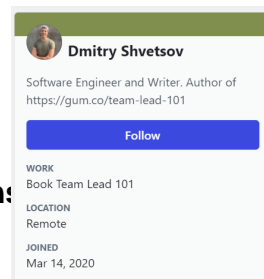 Dmitry Shvetsov
Software Engineer and Writer. Author of
https://gum.co/team-lead-101
Follow
WORK
Book Team Lead 101
LOCATION
Remote
JOINED
Mar 14, 2020